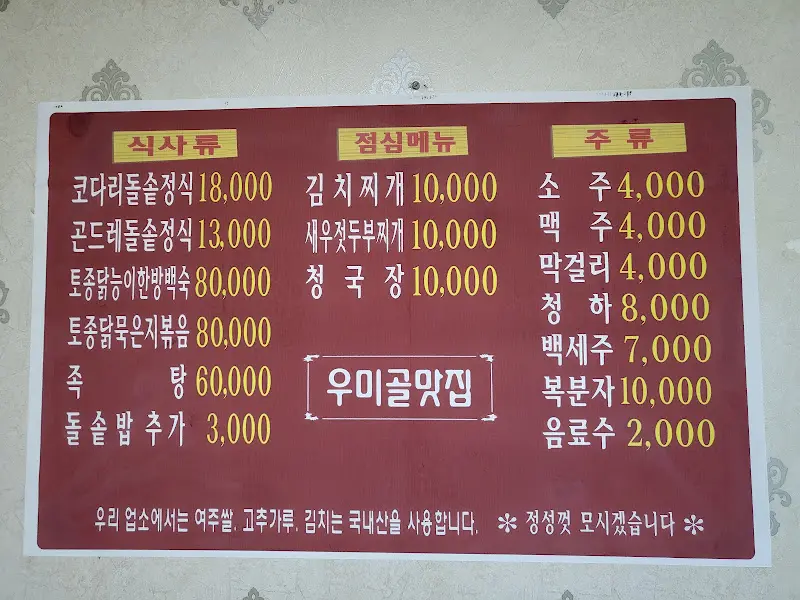 식사류
코다리돌솥정식 18,000
곤드레돌솥정식 13,000
토종닭능이한방백숙 80,000
토종닭묵은지볶음 80,000
족탕 60,000
돌솥밥추가 3,000
점심메뉴
김치찌개 10,000
새우젓두부찌개 10,000
청국장 10,000
우미골맛집
주류
소주 4,000
맥주 4,000
막걸리 4,000
청하 8,000
백세주 7,000
복분자 10,000
음료수 2,000
우리 업소에서는 여주쌀. 고추가루. 김치는 국내산을 사용합니다. ✻ 정성껏 모시겠습니다 ✻